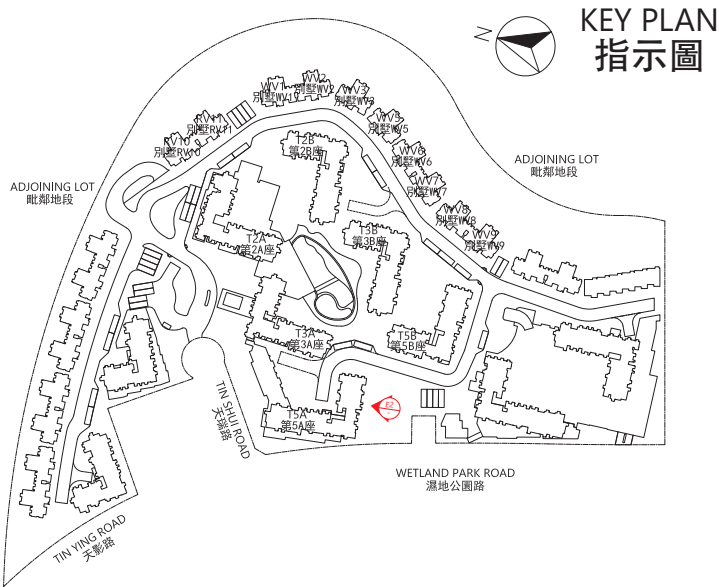 KEY PLAN
指示圖
N
WV2
別墅WV2
WV1
別墅WV1
WV3
別墅WV3
RV11
別墅RV11
WV5
別墅WV5
RV10
別墅RV10
T2B
第2B座
WV6
別墅WV6
ADJOINING LOT
毗鄰地段
ADJOINING LOT
毗鄰地段
WV7
別墅WV7
WV8
別墅WV8
T3B
第3B座
T2A
第2A座
WV9
別墅WV9
T3A
第3A座
T5B
第5B座
T5A
第5A座
E2
TIN SHUI ROAD
天瑞路
WETLAND PARK ROAD
濕地公園路
TIN YING ROAD
天影路